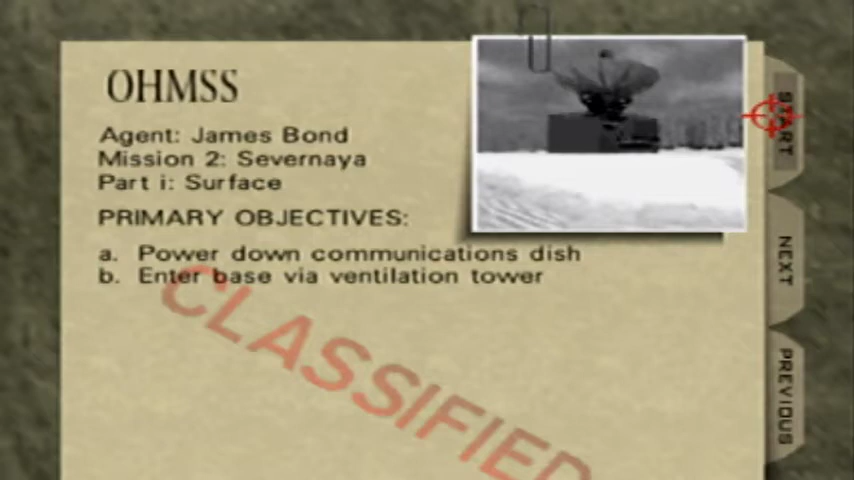 OHMSS
Agent: James Bond
Mission 2: Severnaya
Part i: Surface
PRIMARY OBJECTIVES:
a. Power down communications dish
b. Enter base via ventilation tower
CLASSIFIED
START
NEXT
PREVIOUS